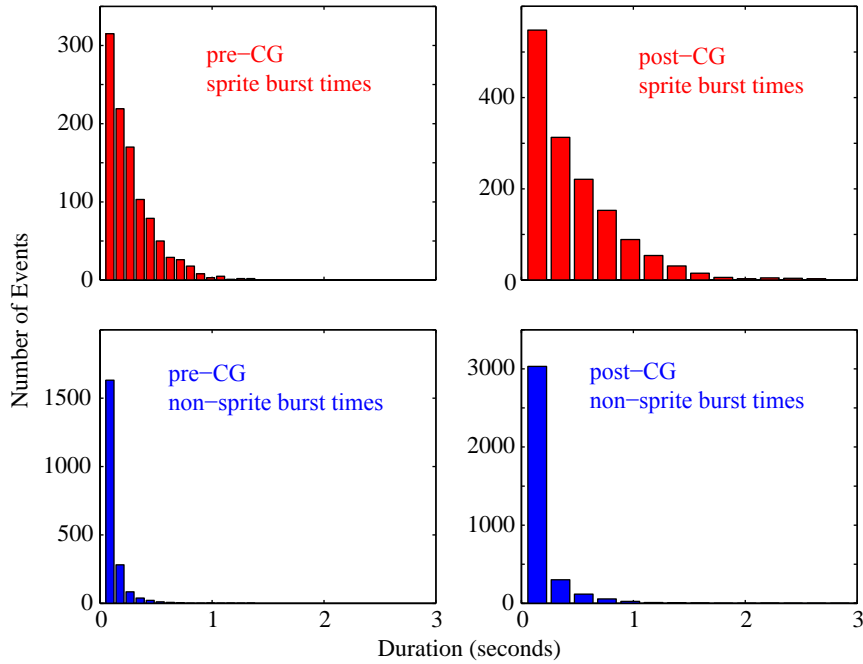 300
200
100
0
pre−CG
sprite burst times
400
200
0
post−CG
sprite burst times
Number of Events
1500
1000
500
0
0
1
2
3
pre−CG
non−sprite burst times
3000
2000
1000
0
0
1
2
3
post−CG
non−sprite burst times
Duration (seconds)